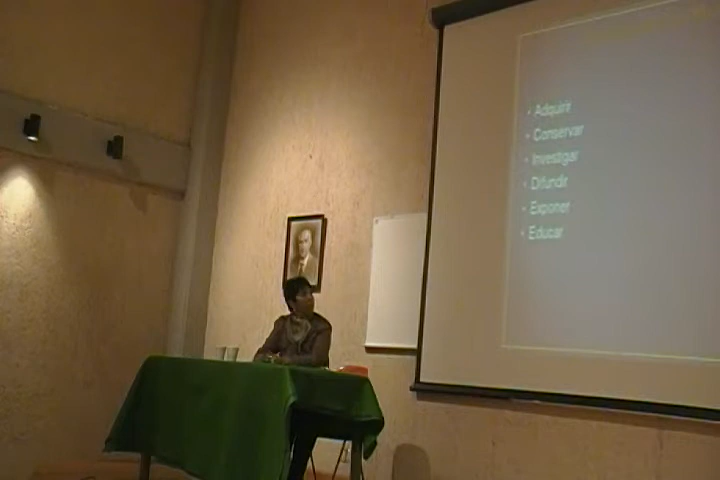 • Adquirir
• Conservar
• Investigar
• Difundir
• Exponer
• Educar